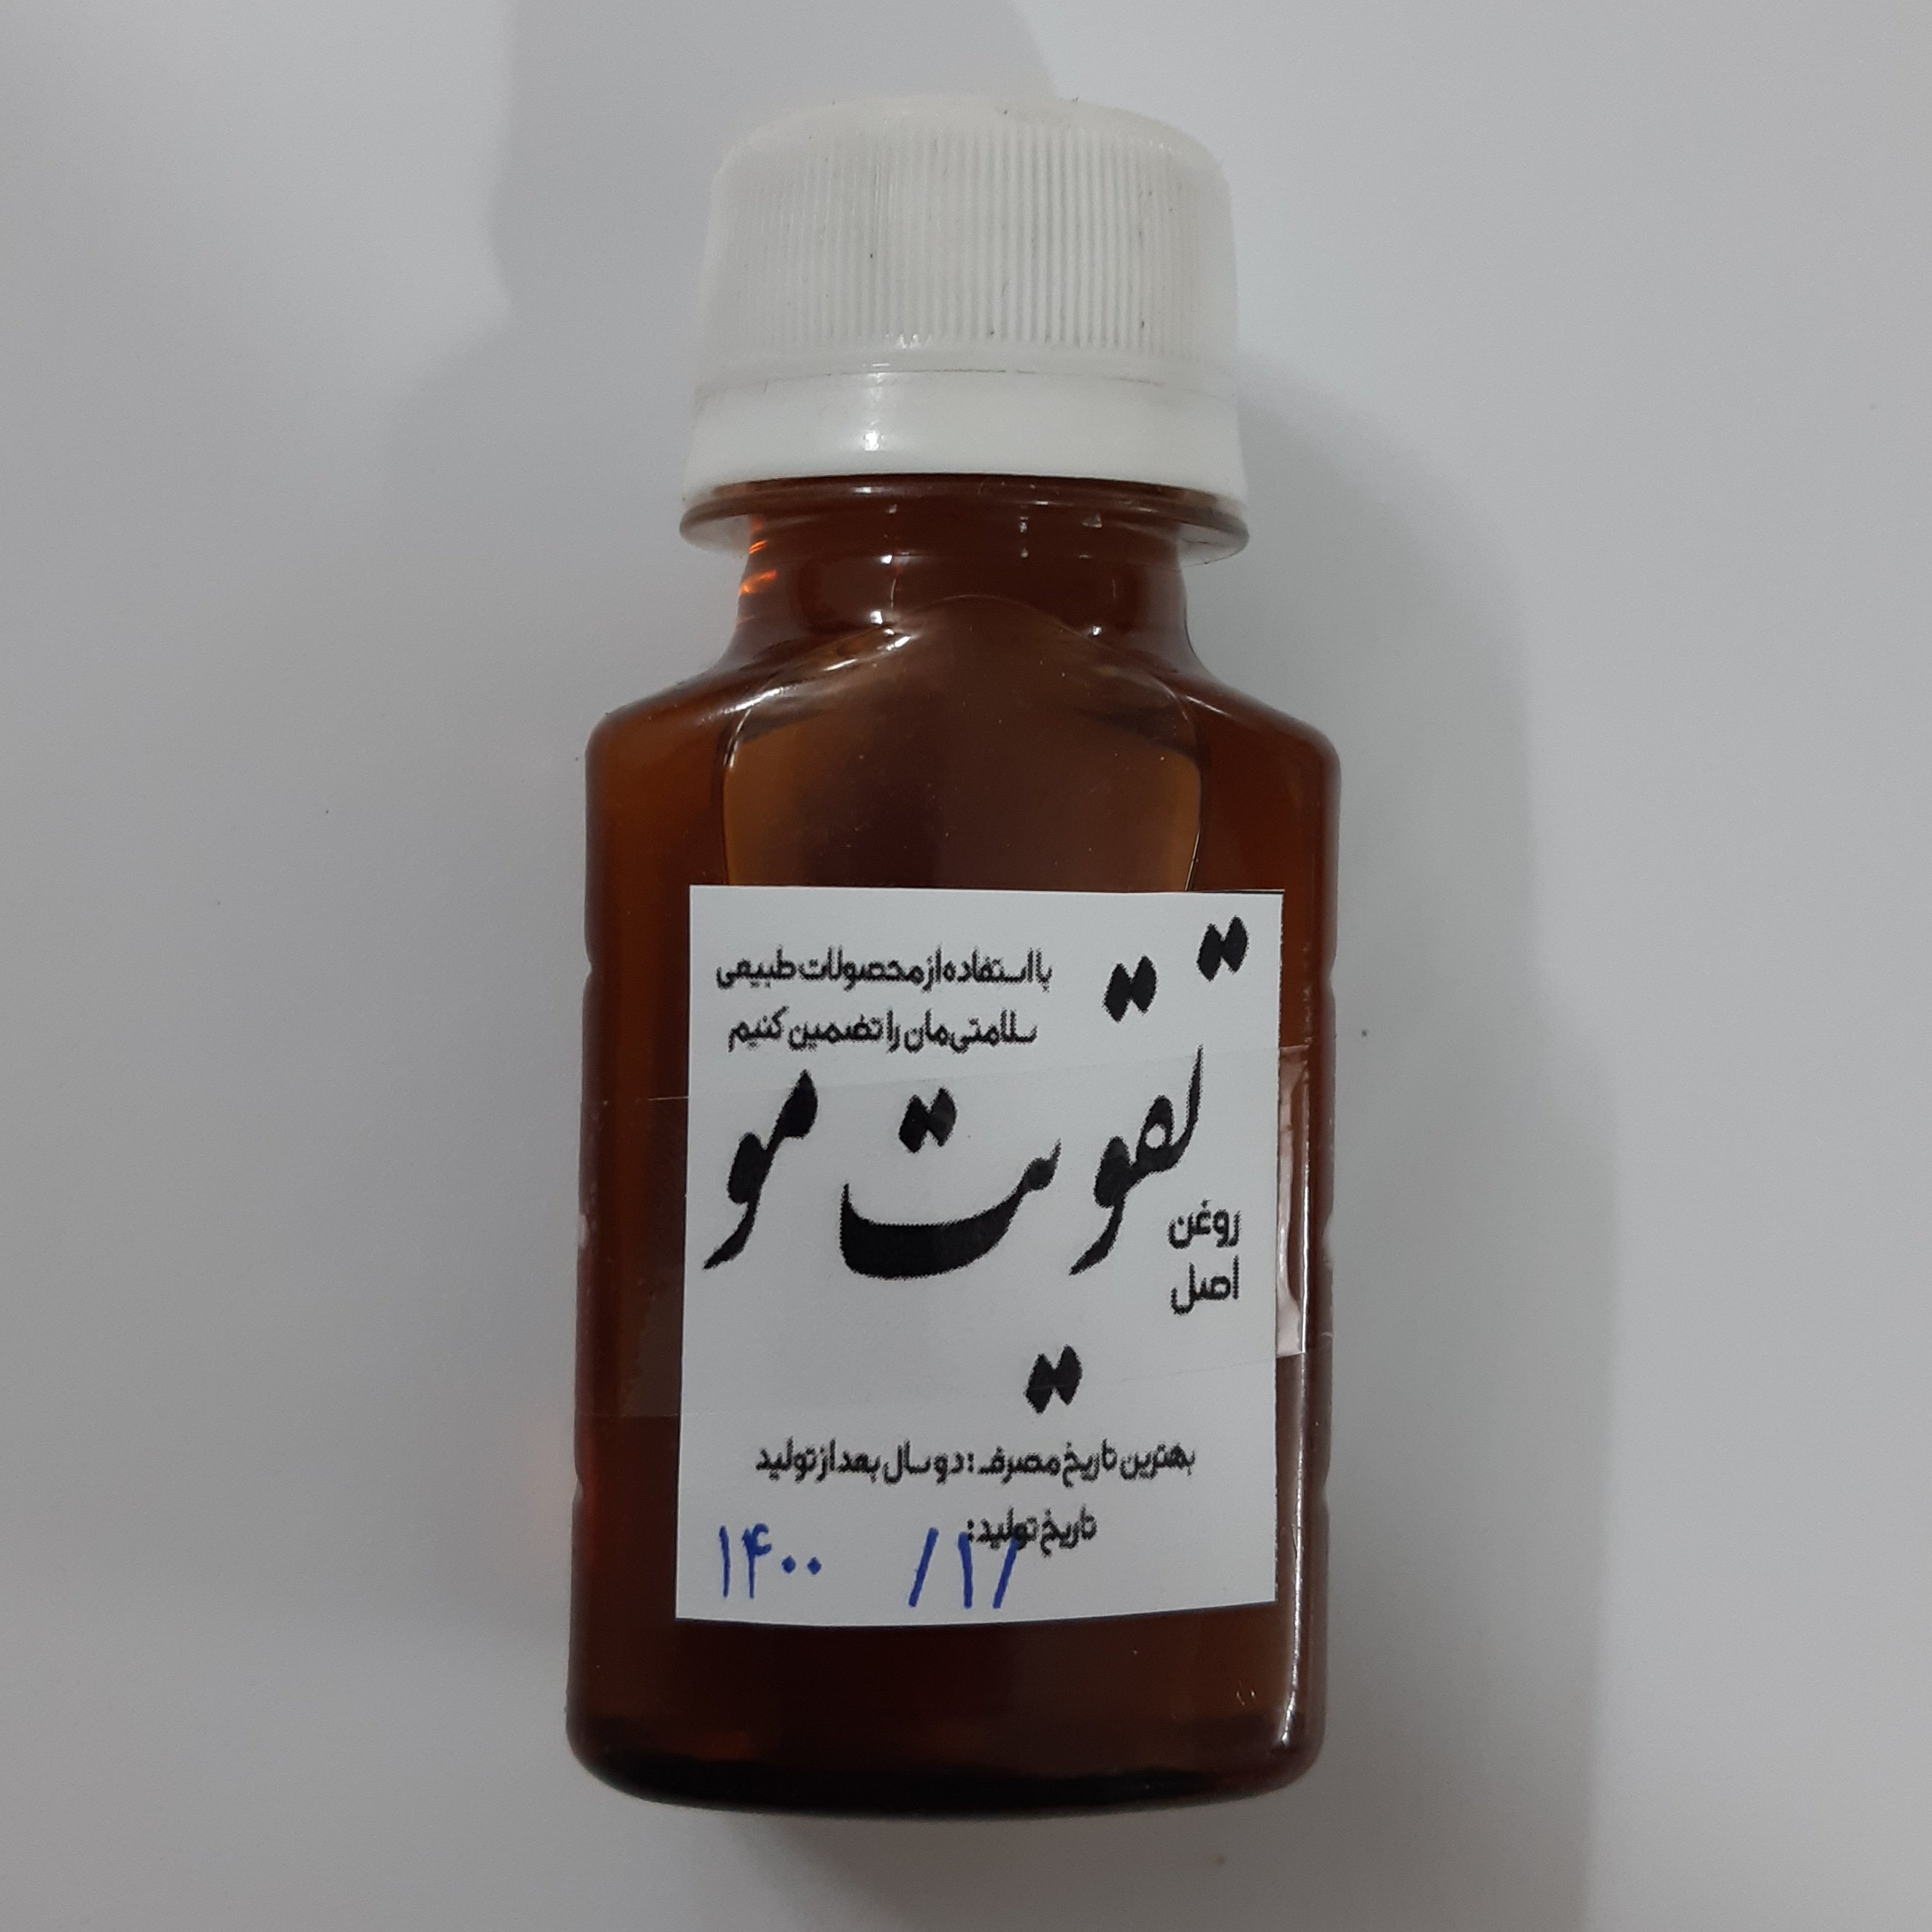 با استفاده از محصولات طبیعی
سلامتی‌مان را تضمین کنیم
تقویت مو
روغن
اصل
بهترین تاریخ مصرف: دو سال بعد از تولید
تاریخ تولید:
/ ۱ / ۱۴۰۰